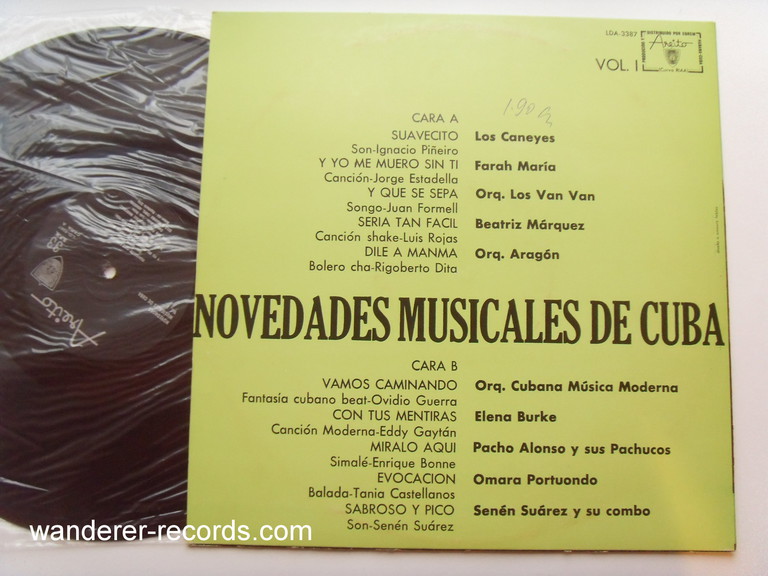 LDA-3387
Areito
VOL. I
1.90
CARA A
SUAVECITO Los Caneyes
Son-Ignacio Piñeiro
Y YO ME MUERO SIN TI Farah María
Canción-Jorge Estadella
Y QUE SE SEPA Orq. Los Van Van
Songo-Juan Formell
SERIA TAN FACIL Beatriz Márquez
Canción shake-Luis Rojas
DILE A MANMA Orq. Aragón
Bolero cha-Rigoberto Dita
NOVEDADES MUSICALES DE CUBA
CARA B
VAMOS CAMINANDO Orq. Cubana Música Moderna
Fantasía cubano beat-Ovidio Guerra
CON TUS MENTIRAS Elena Burke
Canción Moderna-Eddy Gaytán
MIRALO AQUI Pacho Alonso y sus Pachucos
Simalé-Enrique Bonne
EVOCACION Omara Portuondo
Balada-Tania Castellanos
SABROSO Y PICO Senén Suárez y su combo
Son-Senén Suárez
Areito
wanderer-records.com